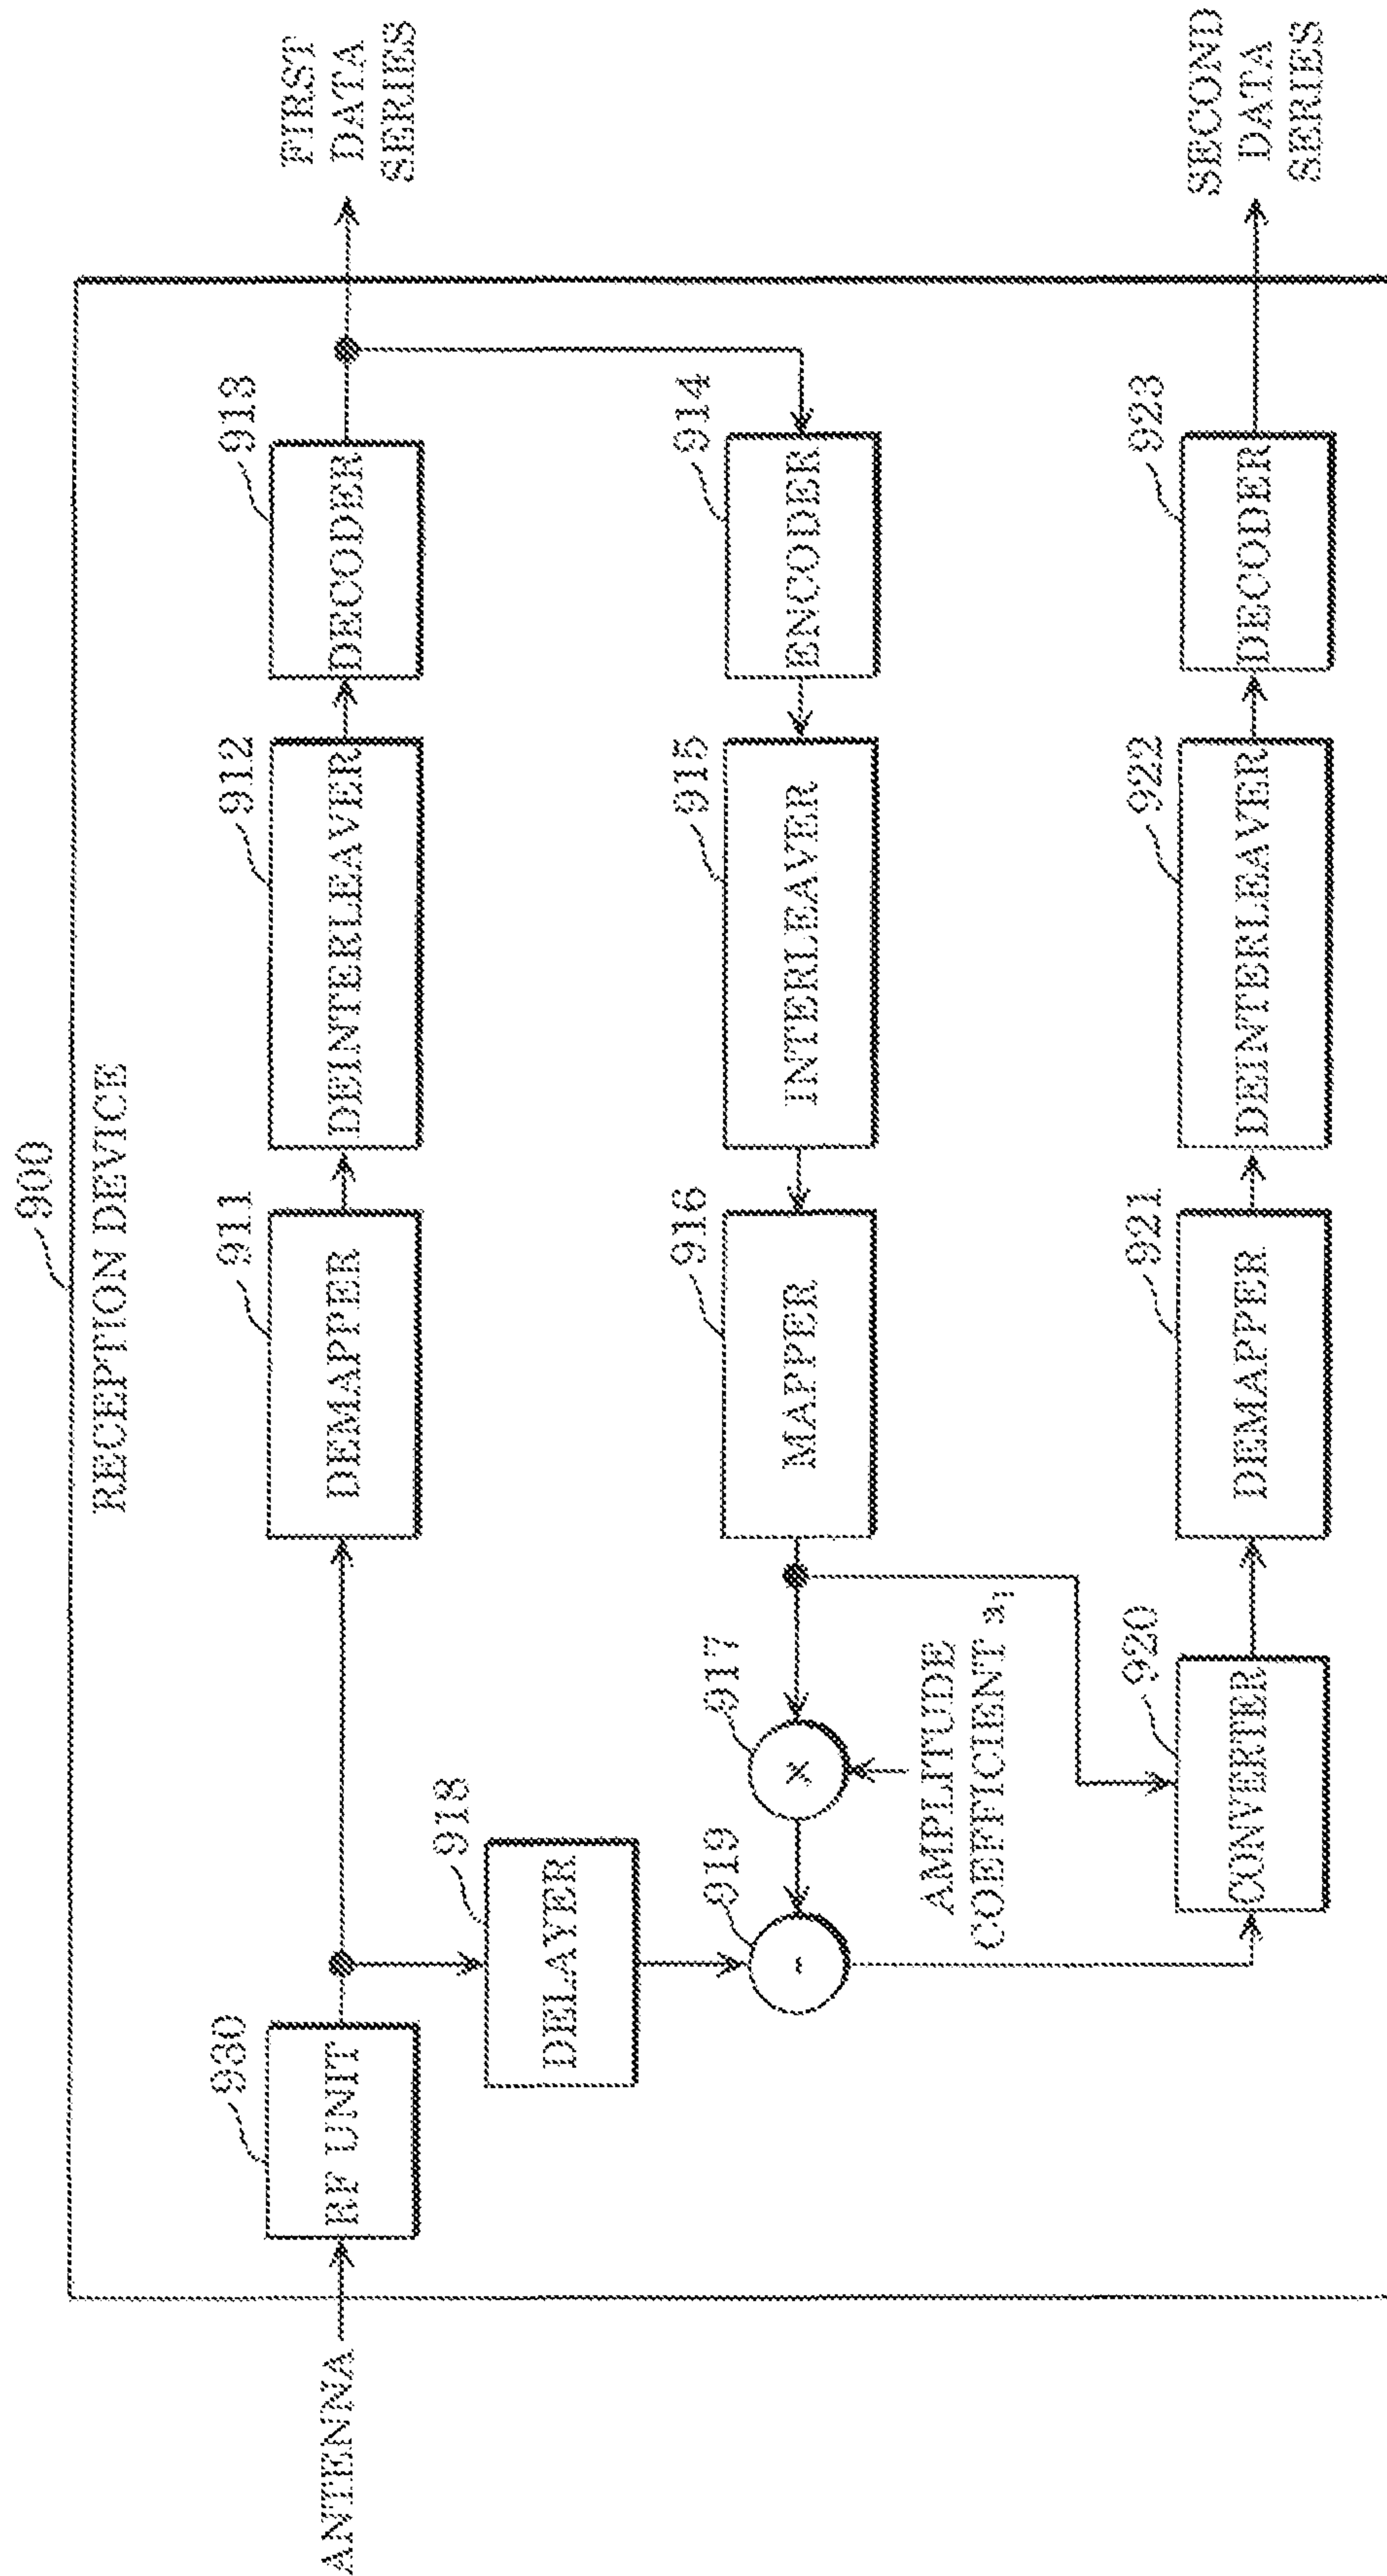 900
RECEPTION DEVICE
ANTENNA
930
RF UNIT
911
DEMAPPER
912
DEINTERLEAVER
913
DECODER
FIRST
DATA
SERIES
918
DELAYER
919
-
917
×
AMPLITUDE
COEFFICIENT a₁
916
MAPPER
915
INTERLEAVER
914
ENCODER
920
CONVERTER
921
DEMAPPER
922
DEINTERLEAVER
923
DECODER
SECOND
DATA
SERIES